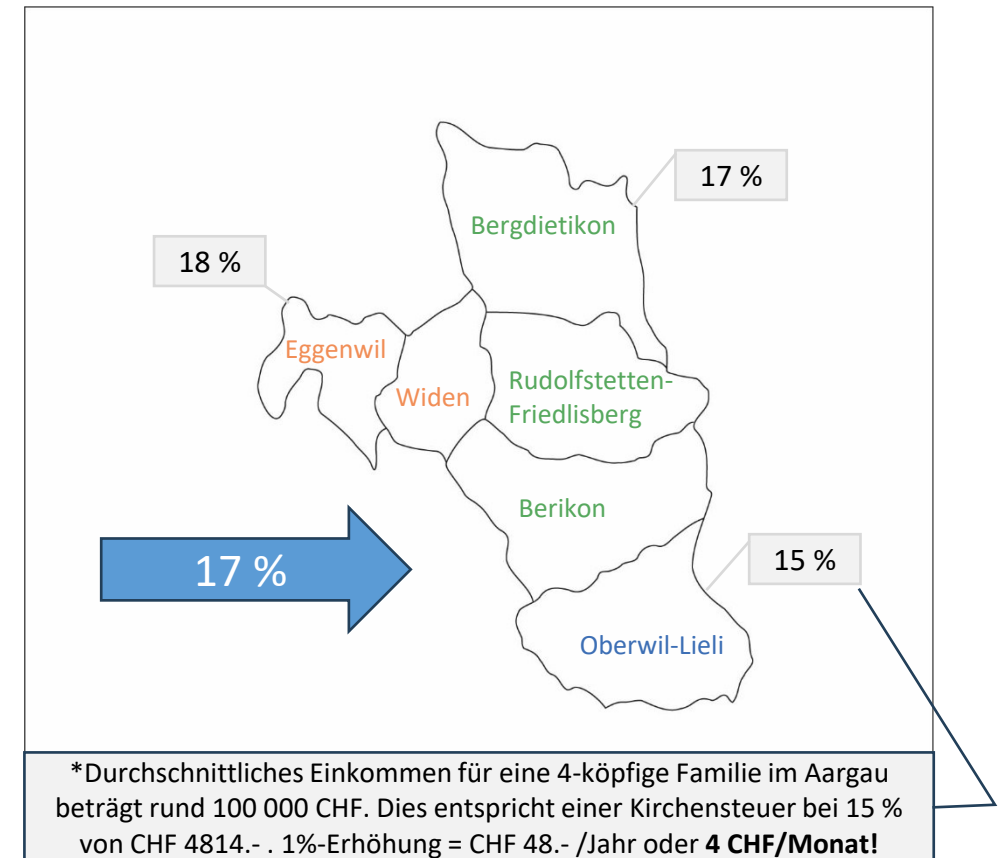 17 %
Bergdietikon
18 %
Eggenwil
Widen
Rudolfstetten-
Friedlisberg
Berikon
17 %
15 %
Oberwil-Lieli
*Durchschnittliches Einkommen für eine 4-köpfige Familie im Aargau
beträgt rund 100 000 CHF. Dies entspricht einer Kirchensteuer bei 15 %
von CHF 4814.- . 1%-Erhöhung = CHF 48.- /Jahr oder 4 CHF/Monat!